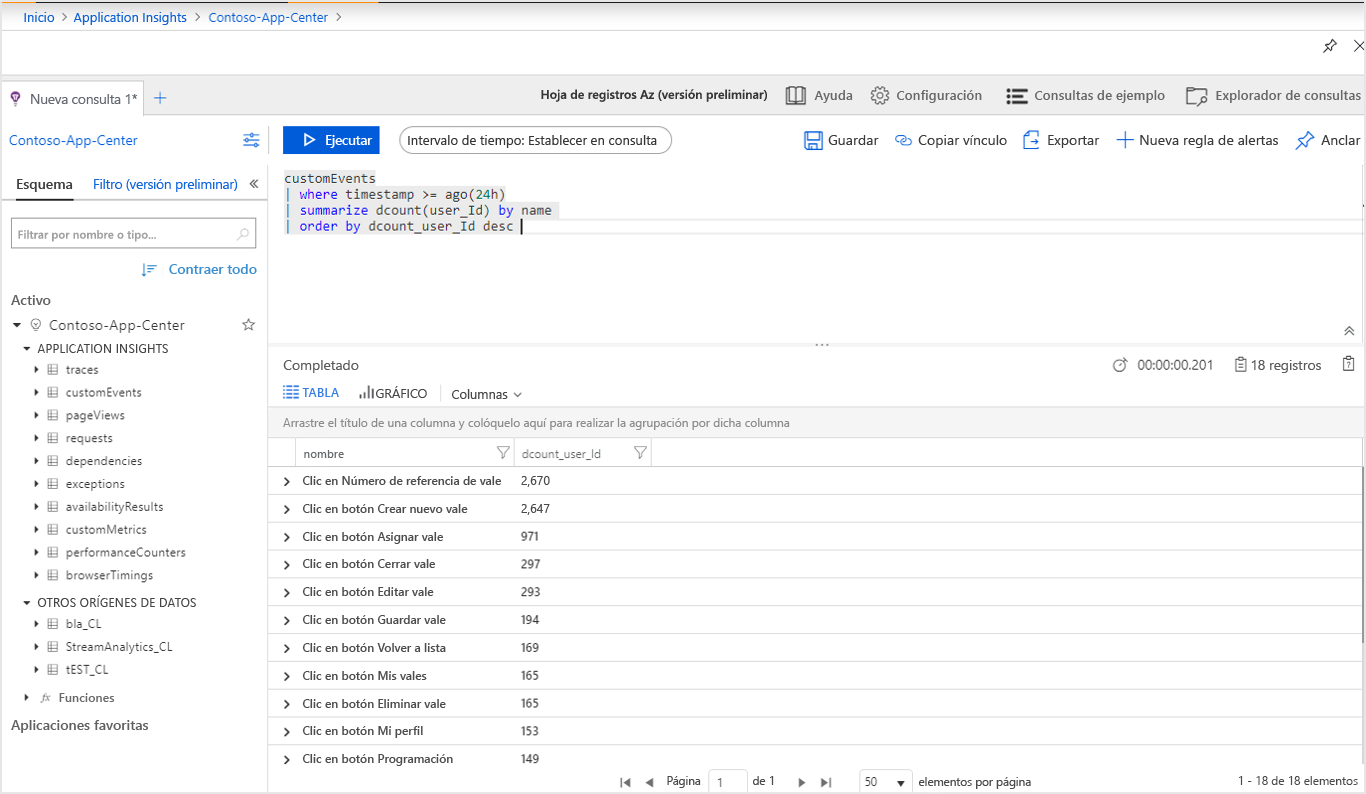 Inicio > Application Insights > Contoso-App-Center >
Nueva consulta 1* +
Hoja de registros Az (versión preliminar) Ayuda Configuración Consultas de ejemplo Explorador de consultas
Contoso-App-Center
Ejecutar Intervalo de tiempo: Establecer en consulta Guardar Copiar vínculo Exportar Nueva regla de alertas Anclar
Esquema Filtro (versión preliminar) «
Filtrar por nombre o tipo...
Contraer todo
Activo
Contoso-App-Center
APPLICATION INSIGHTS
traces
customEvents
pageViews
requests
dependencies
exceptions
availabilityResults
customMetrics
performanceCounters
browserTimings
OTROS ORÍGENES DE DATOS
bla_CL
StreamAnalytics_CL
tEST_CL
fx Funciones
Aplicaciones favoritas
customEvents
| where timestamp >= ago(24h)
| summarize dcount(user_Id) by name
| order by dcount_user_Id desc
Completado 00:00:00.201 18 registros
TABLA GRÁFICO Columnas
Arrastre el título de una columna y colóquelo aquí para realizar la agrupación por dicha columna
nombre dcount_user_Id
Clic en Número de referencia de vale 2,670
Clic en botón Crear nuevo vale 2,647
Clic en botón Asignar vale 971
Clic en botón Cerrar vale 297
Clic en botón Editar vale 293
Clic en botón Guardar vale 194
Clic en botón Volver a lista 169
Clic en botón Mis vales 165
Clic en botón Eliminar vale 165
Clic en botón Mi perfil 153
Clic en botón Programación 149
Página 1 de 1 50 elementos por página 1 - 18 de 18 elementos